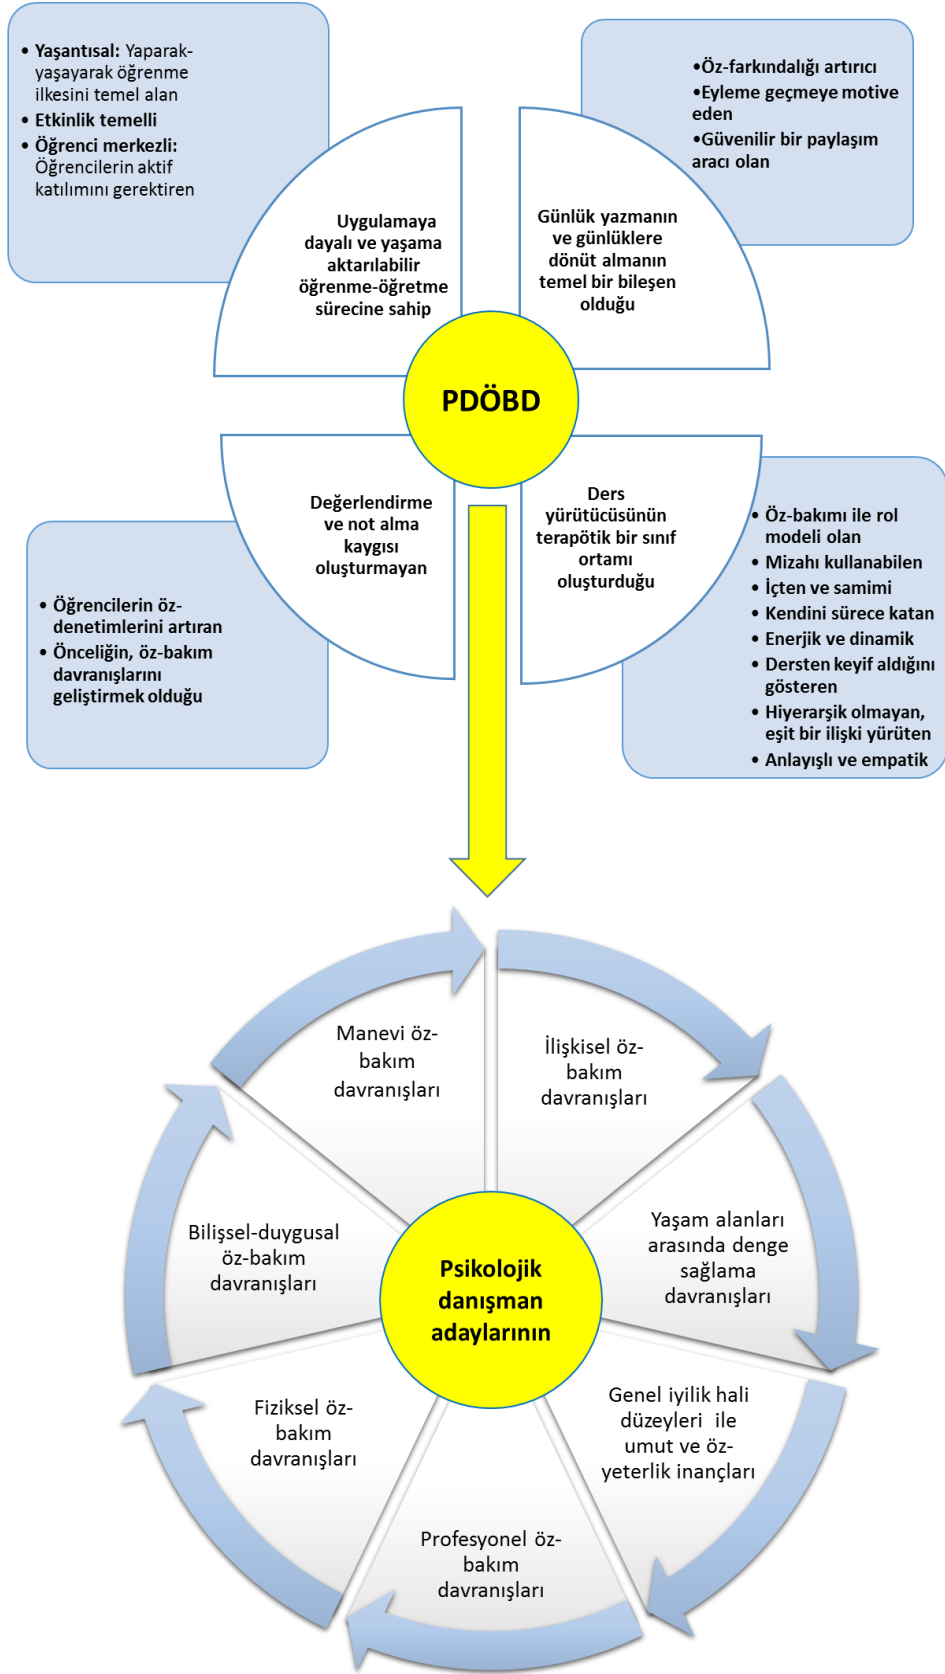 • Yaşantısal: Yaparak-
yaşayarak öğrenme
ilkesini temel alan
• Etkinlik temelli
• Öğrenci merkezli:
Öğrencilerin aktif
katılımını gerektiren
•Öz-farkındalığı artırıcı
•Eyleme geçmeye motive
eden
•Güvenilir bir paylaşım
aracı olan
Uygulamaya
dayalı ve yaşama
aktarılabilir
öğrenme-öğretme
sürecine sahip
Günlük yazmanın
ve günlüklere
dönüt almanın
temel bir bileşen
olduğu
PDÖBD
Değerlendirme
ve not alma
kaygısı
oluşturmayan
Ders
yürütücüsünün
terapötik bir sınıf
ortamı
oluşturduğu
• Öğrencilerin öz-
denetimlerini artıran
• Önceliğin, öz-bakım
davranışlarını
geliştirmek olduğu
• Öz-bakımı ile rol
modeli olan
• Mizahı kullanabilen
• İçten ve samimi
• Kendini sürece katan
• Enerjik ve dinamik
• Dersten keyif aldığını
gösteren
• Hiyerarşik olmayan,
eşit bir ilişki yürüten
• Anlayışlı ve empatik
Manevi öz-
bakım
davranışları
İlişkisel öz-
bakım
davranışları
Bilişsel-duygusal
öz-bakım
davranışları
Yaşam alanları
arasında denge
sağlama
davranışları
Psikolojik
danışman
adaylarının
Fiziksel öz-
bakım
davranışları
Genel iyilik hali
düzeyleri ile
umut ve öz-
yeterlik inançları
Profesyonel öz-
bakım
davranışları